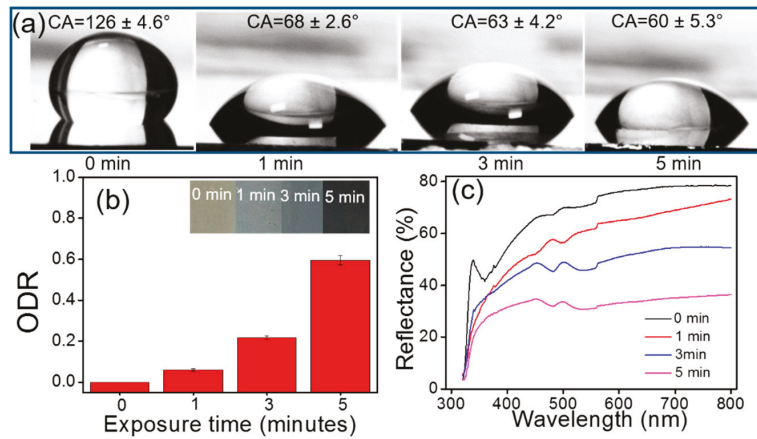 (a)
CA=126 ± 4.6°
CA=68 ± 2.6°
CA=63 ± 4.2°
CA=60 ± 5.3°
0 min
1 min
3 min
5 min
(b)
0 min
1 min
3 min
5 min
1.0
0.8
0.6
0.4
0.2
0.0
ODR
0
1
3
5
Exposure time (minutes)
(c)
80
60
40
20
0
Reflectance (%)
0 min
1 min
3min
5 min
300
400
500
600
700
800
Wavelength (nm)